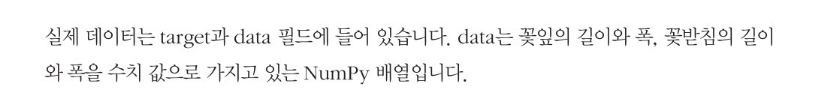 실제 데이터는 target과 data 필드에 들어 있습니다. data는 꽃잎의 길이와 폭, 꽃받침의 길이
와 폭을 수치 값으로 가지고 있는 NumPy 배열입니다.